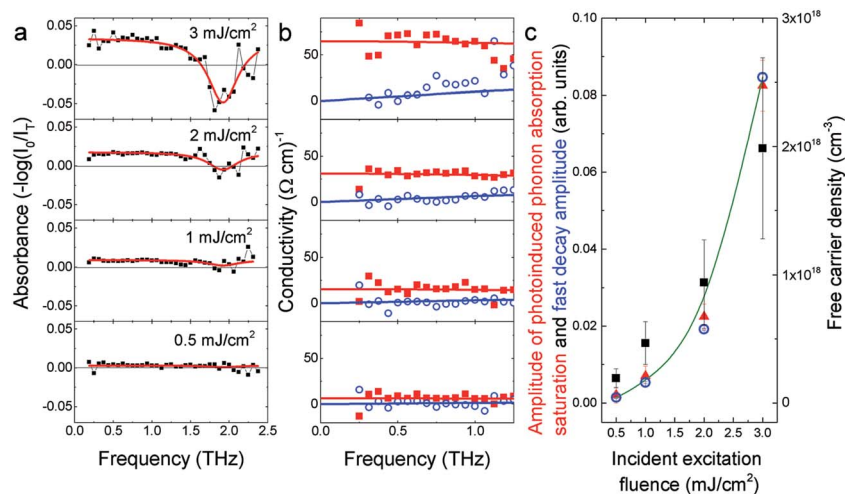 a
Absorbance (-log(I₀/I_T)
3 mJ/cm²
0.05
0.00
-0.05
2 mJ/cm²
0.05
0.00
-0.05
1 mJ/cm²
0.05
0.00
-0.05
0.5 mJ/cm²
0.05
0.00
-0.05
0.0 0.5 1.0 1.5 2.0 2.5
Frequency (THz)
b
Conductivity (Ω cm)⁻¹
50
0
50
0
50
0
50
0
0.0 0.5 1.0
Frequency (THz)
c
Amplitude of photoinduced phonon absorption
saturation and fast decay amplitude (arb. units)
0.10
0.08
0.06
0.04
0.02
0.00
0.5 1.0 1.5 2.0 2.5 3.0
Incident excitation
fluence (mJ/cm²)
3x10¹⁸
2x10¹⁸
1x10¹⁸
0
Free carrier density (cm⁻³)